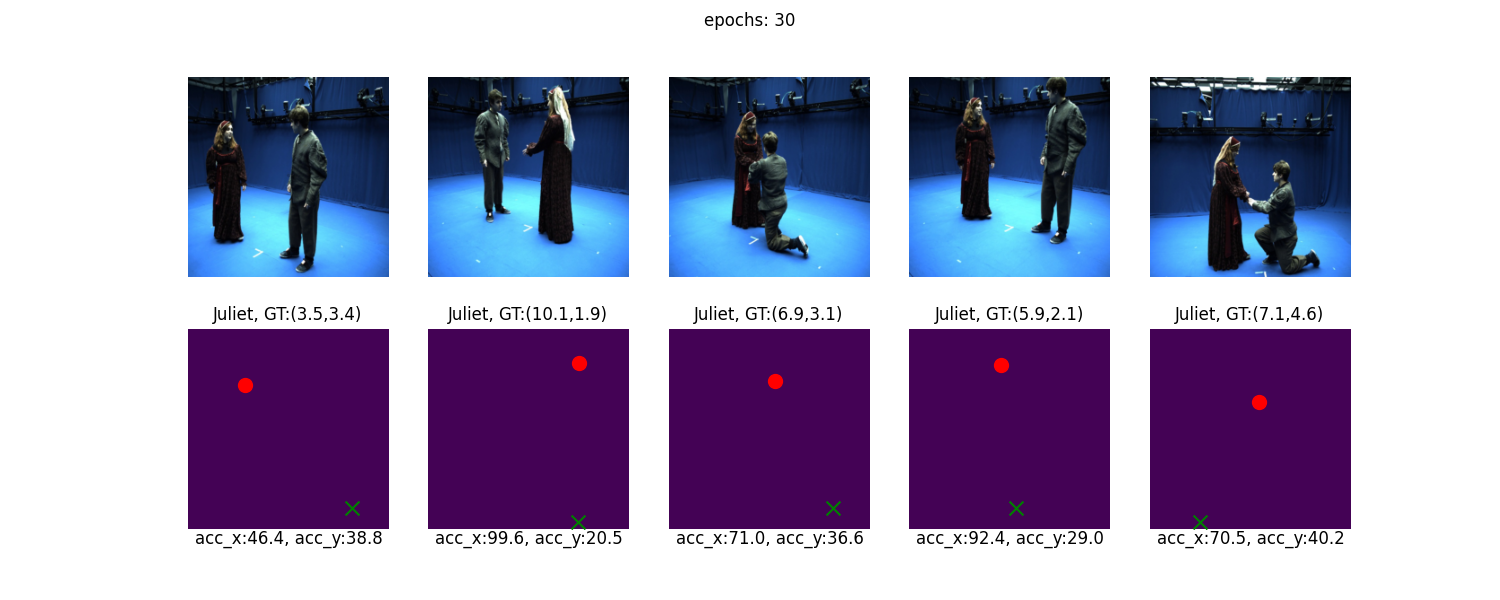 epochs: 30
Juliet, GT:(3.5,3.4)
Juliet, GT:(10.1,1.9)
Juliet, GT:(6.9,3.1)
Juliet, GT:(5.9,2.1)
Juliet, GT:(7.1,4.6)
acc_x:46.4, acc_y:38.8
acc_x:99.6, acc_y:20.5
acc_x:71.0, acc_y:36.6
acc_x:92.4, acc_y:29.0
acc_x:70.5, acc_y:40.2